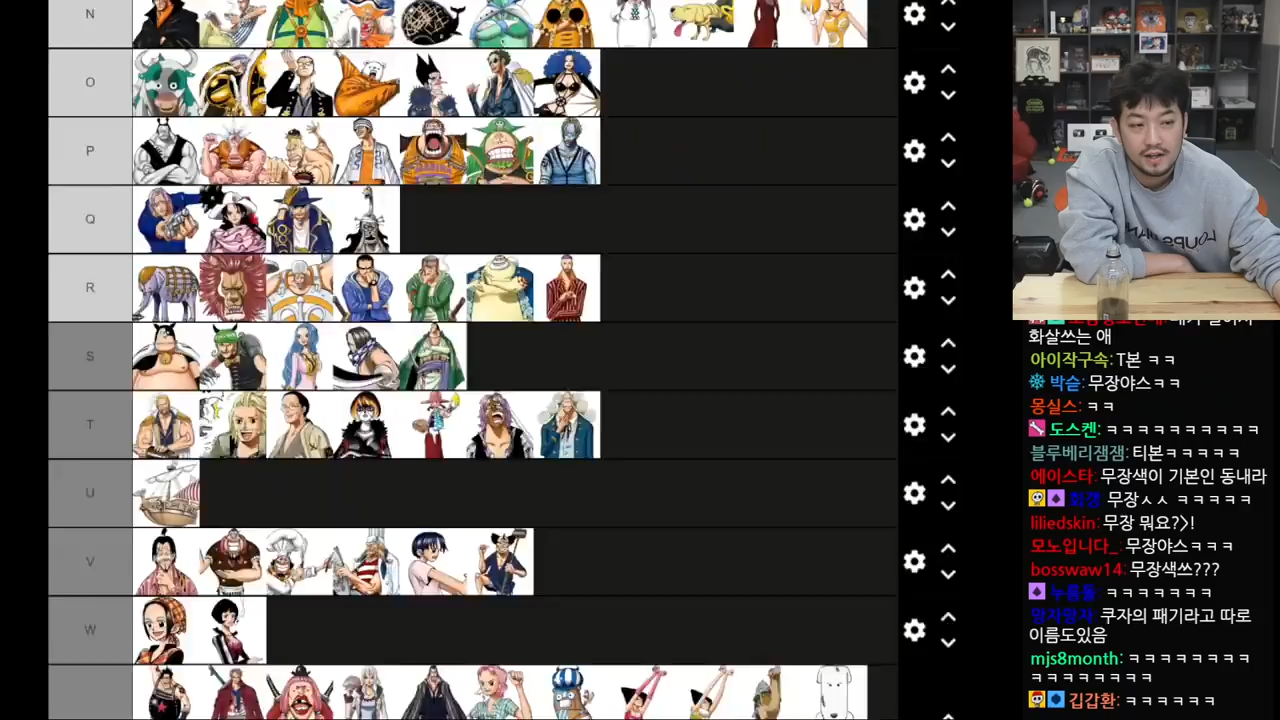 N
O
P
Q
R
S
T
U
V
W
화살쓰는 애
아이작구속: T본 ㅋㅋ
박슫: 무장야스ㅋㅋ
몽실스: ㅋㅋ
도스켄: ㅋㅋㅋㅋㅋㅋㅋㅋㅋㅋ
블루베리잼잼: 티본ㅋㅋㅋㅋㅋ
에이스타: 무장색이 기본인 동내라
무장ㅅㅅ ㅋㅋㅋㅋㅋ
liliedskin: 무장 뭐요?>!
모노입니다_: 무장야스ㅋㅋㅋ
bosswaw14: 무장색쓰???
ㅋㅋㅋㅋㅋㅋㅋ
쿠자의 패기라고 따로
이름도있음
mjs8month: ㅋㅋㅋㅋㅋㅋㅋㅋ
ㅋㅋㅋㅋㅋㅋㅋㅋ
김갑환: ㅋㅋㅋㅋㅋㅋ